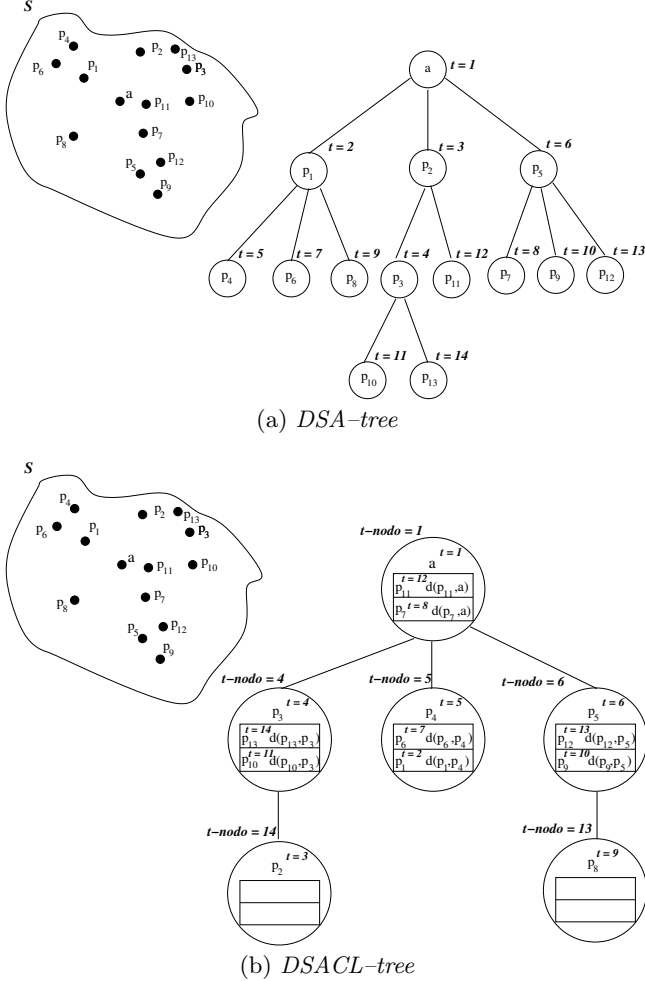 S
p4
p2
p13
p6
p1
p3
a
p11
p10
p8
p7
p5
p12
p9
a t = 1
t = 2 t = 3 t = 6
p1 p2 p5
t = 5 t = 7 t = 9 t = 4 t = 12 t = 8 t = 10 t = 13
p4 p6 p8 p3 p11 p7 p9 p12
t = 11 t = 14
p10 p13
(a) DSA–tree
S
p4
p2
p13
p6
p1
p3
a
p11
p10
p8
p7
p5
p12
p9
t−nodo = 1
a t = 1
p11 t = 12 d(p11,a)
p7 t = 8 d(p7,a)
t−nodo = 4 t−nodo = 5 t−nodo = 6
p3 t = 4
p13 t = 14 d(p13,p3)
p10 t = 11 d(p10,p3)
p4 t = 5
p6 t = 7 d(p6,p4)
p1 t = 2 d(p1,p4)
p5 t = 6
p12 t = 13 d(p12,p5)
p9 t = 10 d(p9,p5)
t−nodo = 14 t−nodo = 13
p2 t = 3
p8 t = 9
(b) DSACL–tree